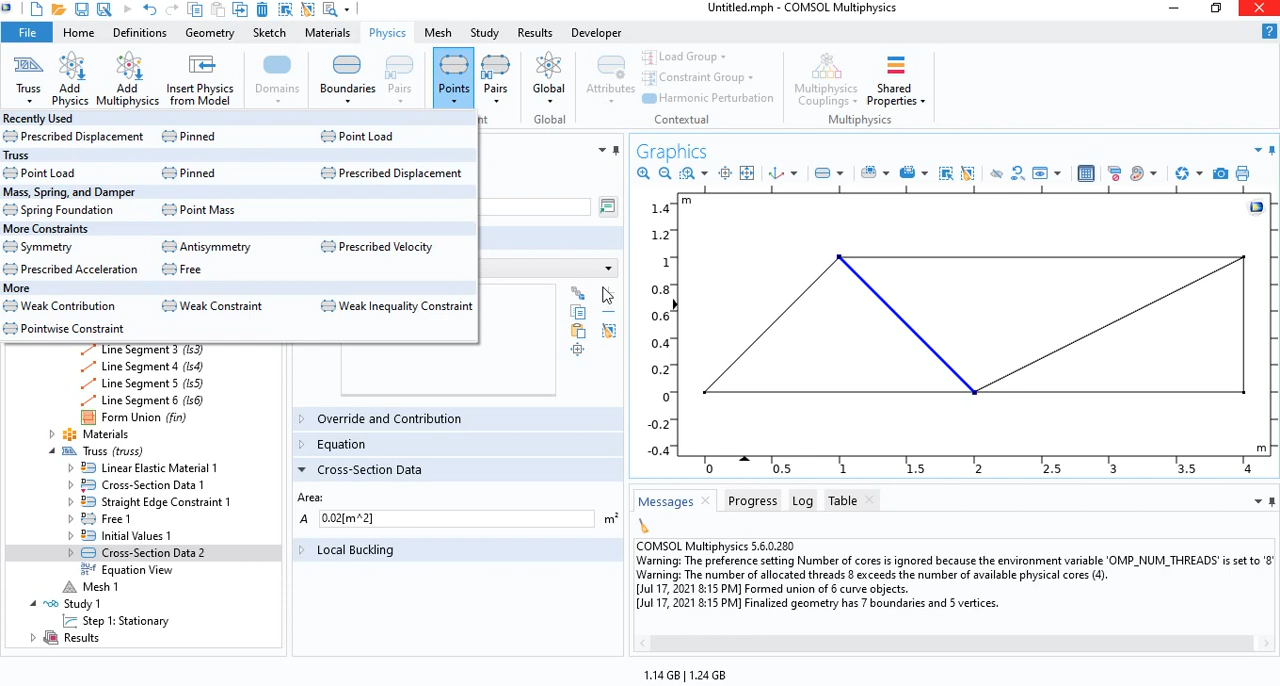 Untitled.mph - COMSOL Multiphysics
File Home Definitions Geometry Sketch Materials Physics Mesh Study Results Developer
Truss
Add Physics
Add Multiphysics
Insert Physics from Model
Domains
Boundaries
Pairs
Points
Pairs
Global
Attributes
Load Group
Constraint Group
Harmonic Perturbation
Multiphysics Couplings
Shared Properties
nt
Global
Contextual
Multiphysics
Recently Used
Prescribed Displacement Pinned Point Load
Truss
Point Load Pinned Prescribed Displacement
Mass, Spring, and Damper
Spring Foundation Point Mass
More Constraints
Symmetry Antisymmetry Prescribed Velocity
Prescribed Acceleration Free
More
Weak Contribution Weak Constraint Weak Inequality Constraint
Pointwise Constraint
Line Segment 3 (ls3)
Line Segment 4 (ls4)
Line Segment 5 (ls5)
Line Segment 6 (ls6)
Form Union (fin)
Materials
Truss (truss)
Linear Elastic Material 1
Cross-Section Data 1
Straight Edge Constraint 1
Free 1
Initial Values 1
Cross-Section Data 2
Equation View
Mesh 1
Study 1
Step 1: Stationary
Results
Override and Contribution
Equation
Cross-Section Data
Area:
A 0.02[m^2] m²
Local Buckling
Graphics
m
1.4
1.2
1
0.8
0.6
0.4
0.2
0
-0.2
-0.4
m
0 0.5 1 1.5 2 2.5 3 3.5 4
Messages Progress Log Table
COMSOL Multiphysics 5.6.0.280
Warning: The preference setting Number of cores is ignored because the environment variable 'OMP_NUM_THREADS' is set to '8'
Warning: The number of allocated threads 8 exceeds the number of available physical cores (4).
[Jul 17, 2021 8:15 PM] Formed union of 6 curve objects.
[Jul 17, 2021 8:15 PM] Finalized geometry has 7 boundaries and 5 vertices.
1.14 GB | 1.24 GB